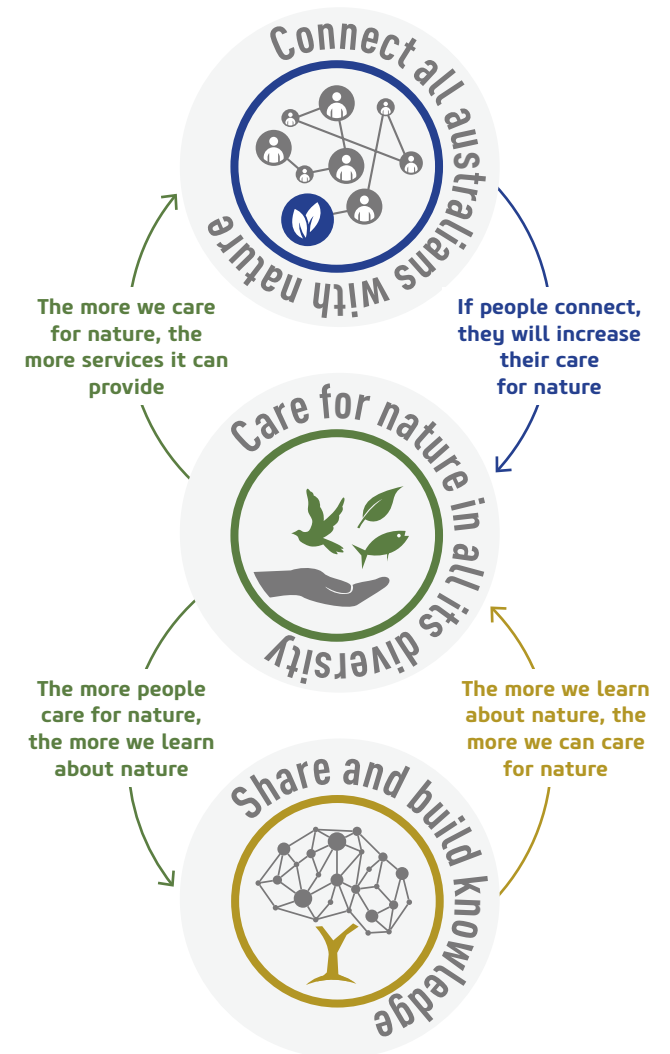 Connect all australians with nature
The more we care
for nature, the
more services it can
provide
If people connect,
they will increase
their care
for nature
Care for nature in all its diversity
The more people
care for nature,
the more we learn
about nature
The more we learn
about nature, the
more we can care
for nature
Share and build knowledge